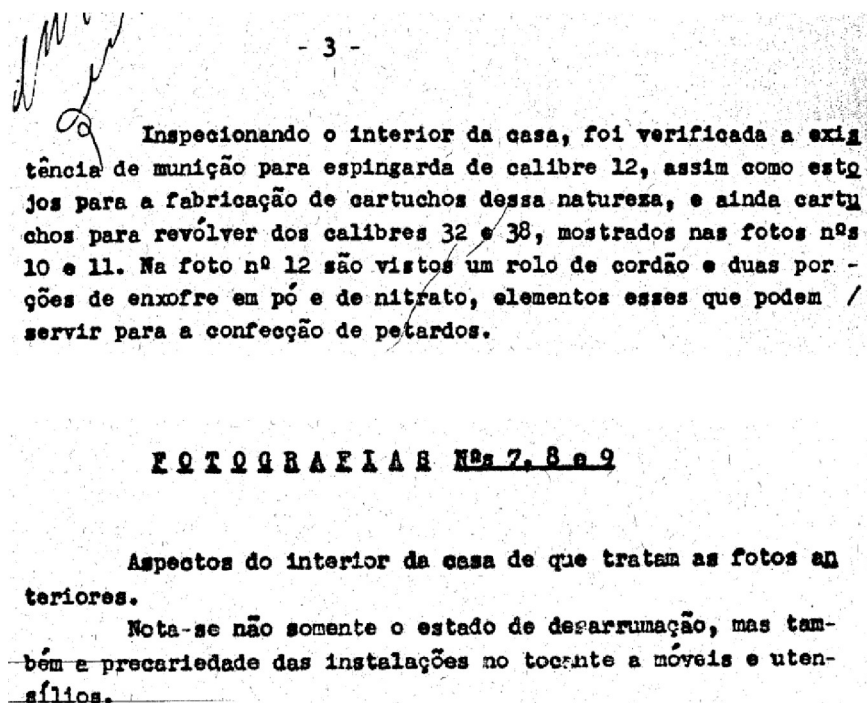 - 3 -
Inspecionando o interior da casa, foi verificada a exis
tência de munição para espingarda de calibre 12, assim como esto
jos para a fabricação de cartuchos dessa natureza, e ainda cartu
chos para revólver dos calibres 32 e 38, mostrados nas fotos nºs
10 e 11. Na foto nº 12 são vistos um rolo de cordão e duas por -
ções de enxofre em pó e de nitrato, elementos esses que podem /
servir para a confecção de petardos.
F O T O G R A F I A S Nºs 7, 8 e 9
Aspectos do interior da casa de que tratam as fotos an
teriores.
Nota-se não somente o estado de desarrumação, mas tam-
bém a precariedade das instalações no tocante a móveis e uten-
sílios.